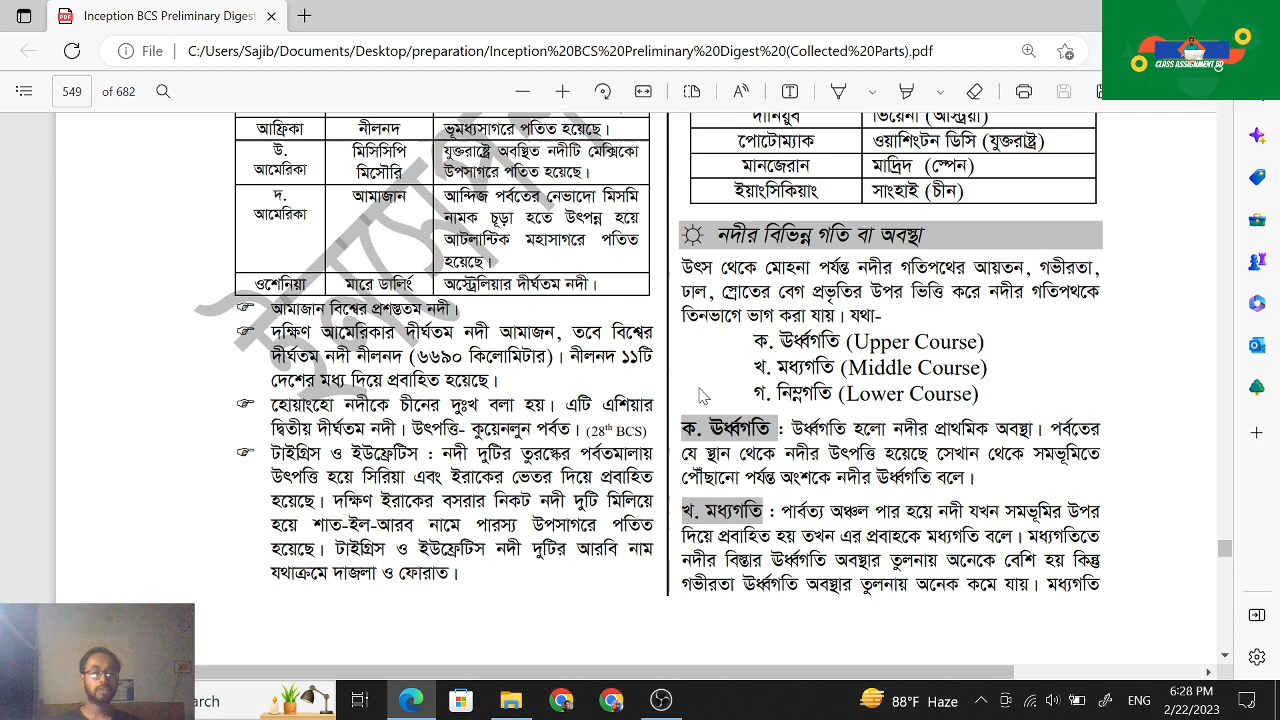 Inception BCS Preliminary Digest
File
C:/Users/Sajib/Documents/Desktop/preparation/Inception%20BCS%20Preliminary%20Digest%20(Collected%20Parts).pdf
CLASS ASSIGNMENT BD
549 of 682
আফ্রিকা নীলনদ ভূমধ্যসাগরে পতিত হয়েছে।
উ. মিসিসিপি যুক্তরাষ্ট্রে অবস্থিত নদীটি মেক্সিকো
আমেরিকা মিসৌরি উপসাগরে পতিত হয়েছে।
দ. আমাজান আন্দিজ পর্বতের নেভাদো মিসমি
আমেরিকা নামক চূড়া হতে উৎপন্ন হয়ে
আটলান্টিক মহাসাগরে পতিত
হয়েছে।
ওশেনিয়া মারে ডার্লিং অস্ট্রেলিয়ার দীর্ঘতম নদী।
আমাজান বিশ্বের প্রশস্ততম নদী।
দক্ষিণ আমেরিকার দীর্ঘতম নদী আমাজন, তবে বিশ্বের
দীর্ঘতম নদী নীলনদ (৬৬৯০ কিলোমিটার)। নীলনদ ১১টি
দেশের মধ্য দিয়ে প্রবাহিত হয়েছে।
হোয়াংহো নদীকে চীনের দুঃখ বলা হয়। এটি এশিয়ার
দ্বিতীয় দীর্ঘতম নদী। উৎপত্তি- কুয়েনলুন পর্বত। (28th BCS)
টাইগ্রিস ও ইউফ্রেটিস : নদী দুটির তুরস্কের পর্বতমালায়
উৎপত্তি হয়ে সিরিয়া এবং ইরাকের ভেতর দিয়ে প্রবাহিত
হয়েছে। দক্ষিণ ইরাকের বসরার নিকট নদী দুটি মিলিয়ে
হয়ে শাত-ইল-আরব নামে পারস্য উপসাগরে পতিত
হয়েছে। টাইগ্রিস ও ইউফ্রেটিস নদী দুটির আরবি নাম
যথাক্রমে দাজলা ও ফোরাত।
দানিয়ুব ভিয়েনা (অস্ট্রিয়া)
পোটোম্যাক ওয়াশিংটন ডিসি (যুক্তরাষ্ট্র)
মানজেরান মাদ্রিদ (স্পেন)
ইয়াংসিকিয়াং সাংহাই (চীন)
নদীর বিভিন্ন গতি বা অবস্থা
উৎস থেকে মোহনা পর্যন্ত নদীর গতিপথের আয়তন, গভীরতা,
ঢাল, স্রোতের বেগ প্রভৃতির উপর ভিত্তি করে নদীর গতিপথকে
তিনভাগে ভাগ করা যায়। যথা-
ক. ঊর্ধ্বগতি (Upper Course)
খ. মধ্যগতি (Middle Course)
গ. নিম্নগতি (Lower Course)
ক. ঊর্ধ্বগতি : ঊর্ধ্বগতি হলো নদীর প্রাথমিক অবস্থা। পর্বতের
যে স্থান থেকে নদীর উৎপত্তি হয়েছে সেখান থেকে সমভূমিতে
পৌঁছানো পর্যন্ত অংশকে নদীর ঊর্ধ্বগতি বলে।
খ. মধ্যগতি : পার্বত্য অঞ্চল পার হয়ে নদী যখন সমভূমির উপর
দিয়ে প্রবাহিত হয় তখন এর প্রবাহকে মধ্যগতি বলে। মধ্যগতিতে
নদীর বিস্তার ঊর্ধ্বগতি অবস্থার তুলনায় অনেকে বেশি হয় কিন্তু
গভীরতা ঊর্ধ্বগতি অবস্থার তুলনায় অনেক কমে যায়। মধ্যগতি
88°F Haze
ENG
6:28 PM
2/22/2023